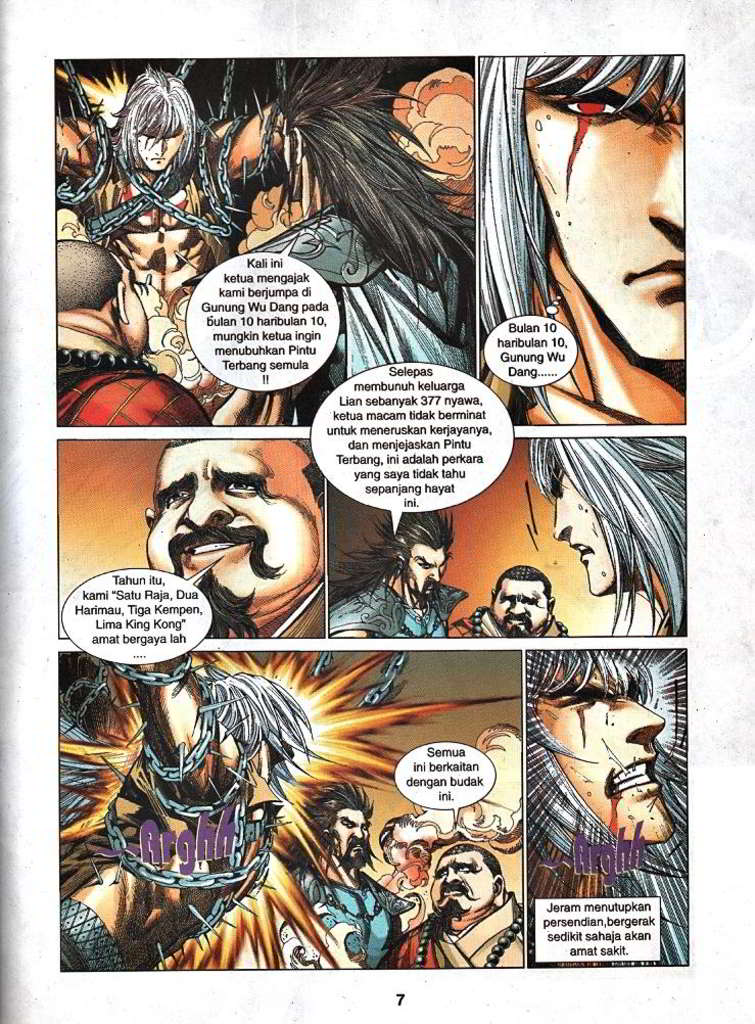 Kali ini
ketua mengajak
kami berjumpa di
Gunung Wu Dang pada
bulan 10 haribulan 10,
mungkin ketua ingin
menubuhkan Pintu
Terbang semula
!!
Bulan 10
haribulan 10,
Gunung Wu
Dang......
Selepas
membunuh keluarga
Lian sebanyak 377 nyawa,
ketua macam tidak berminat
untuk meneruskan kerjayanya,
dan menjejaskan Pintu
Terbang, ini adalah perkara
yang saya tidak tahu
sepanjang hayat
ini.
Tahun itu,
kami “Satu Raja, Dua
Harimau, Tiga Kempen,
Lima King Kong”
amat bergaya lah
....
Semua
ini berkaitan
dengan budak
ini.
Arghh
Arghh
Jeram menutupkan
persendian,bergerak
sedikit sahaja akan
amat sakit.
7